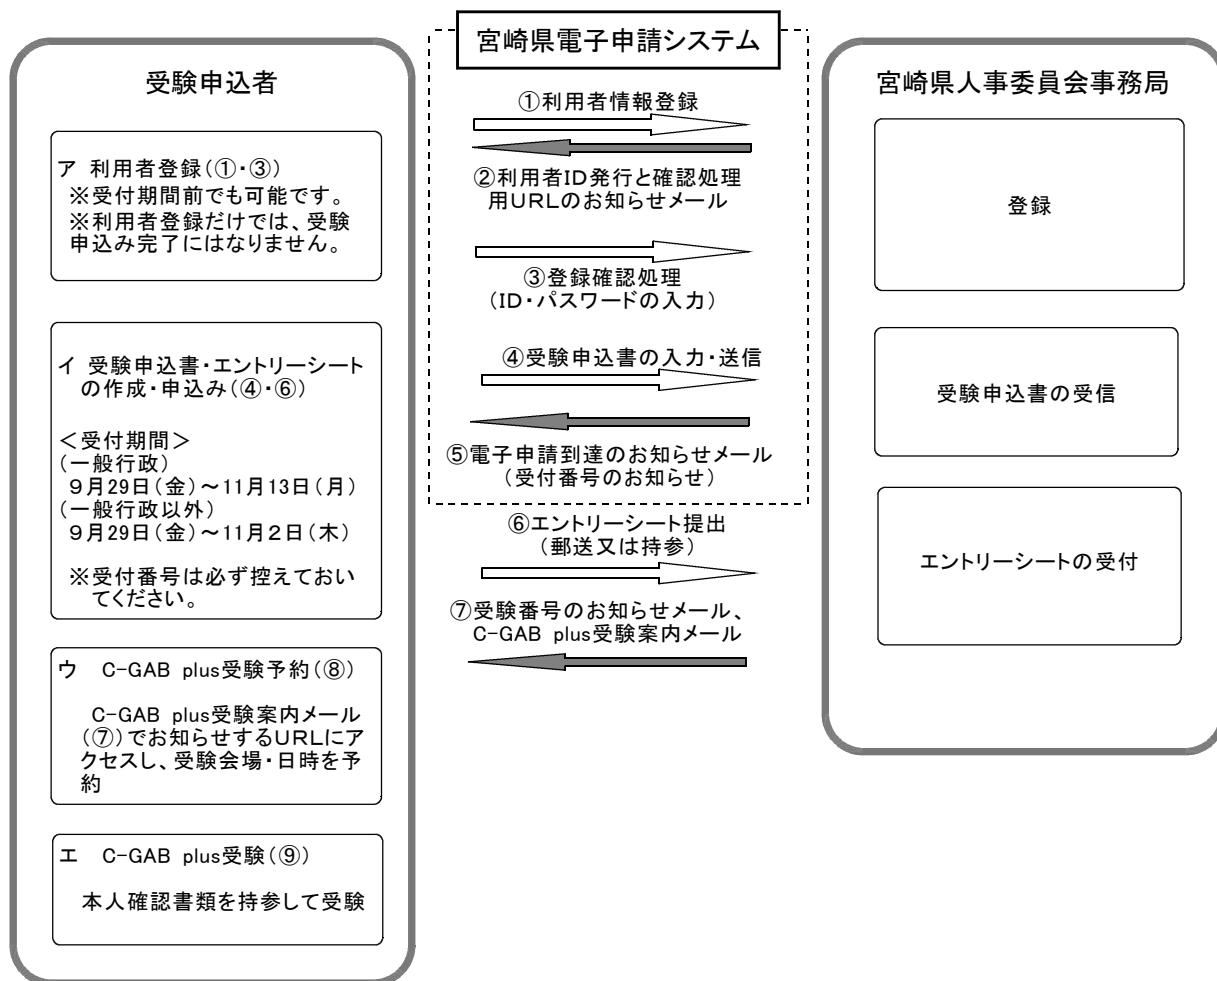 宮崎県電子申請システム
受験申込者
ア 利用者登録(①・③)
※受付期間前でも可能です。
※利用者登録だけでは、受験
申込み完了にはなりません。
イ 受験申込書・エントリーシート
の作成・申込み(④・⑥)
<受付期間>
(一般行政)
9月29日(金)~11月13日(月)
(一般行政以外)
9月29日(金)~11月2日(木)
※受付番号は必ず控えておい
てください。
ウ C-GAB plus受験予約(⑧)
C-GAB plus受験案内メール
(⑦)でお知らせするURLにア
クセスし、受験会場・日時を予
約
エ C-GAB plus受験(⑨)
本人確認書類を持参して受験
①利用者情報登録
②利用者ID発行と確認処理
用URLのお知らせメール
③登録確認処理
(ID・パスワードの入力)
④受験申込書の入力・送信
⑤電子申請到達のお知らせメール
(受付番号のお知らせ)
⑥エントリーシート提出
(郵送又は持参)
⑦受験番号のお知らせメール、
C-GAB plus受験案内メール
宮崎県人事委員会事務局
登録
受験申込書の受信
エントリーシートの受付